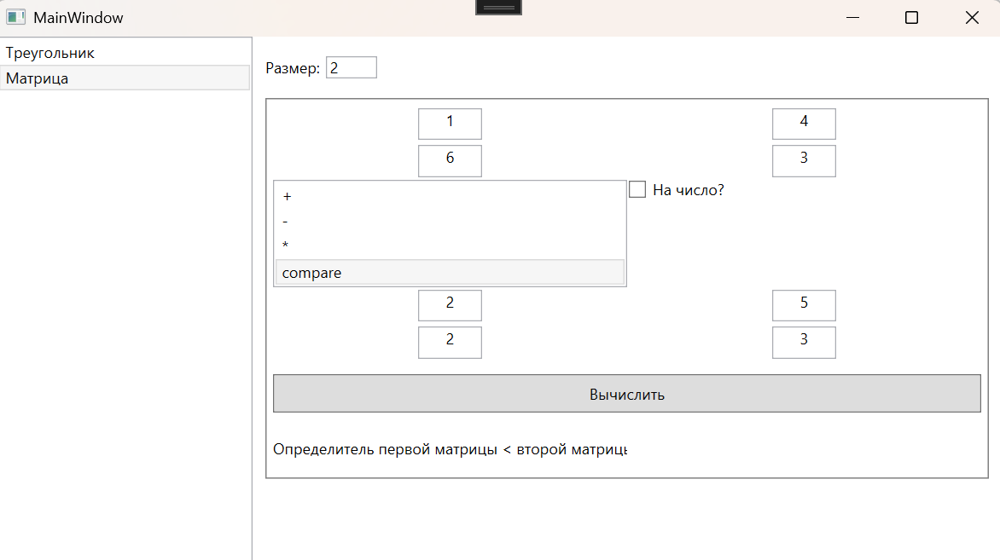 MainWindow
Треугольник
Матрица
Размер: 2
1 4
6 3
+
-
*
compare
На число?
2 5
2 3
Вычислить
Определитель первой матрицы < второй матрицы